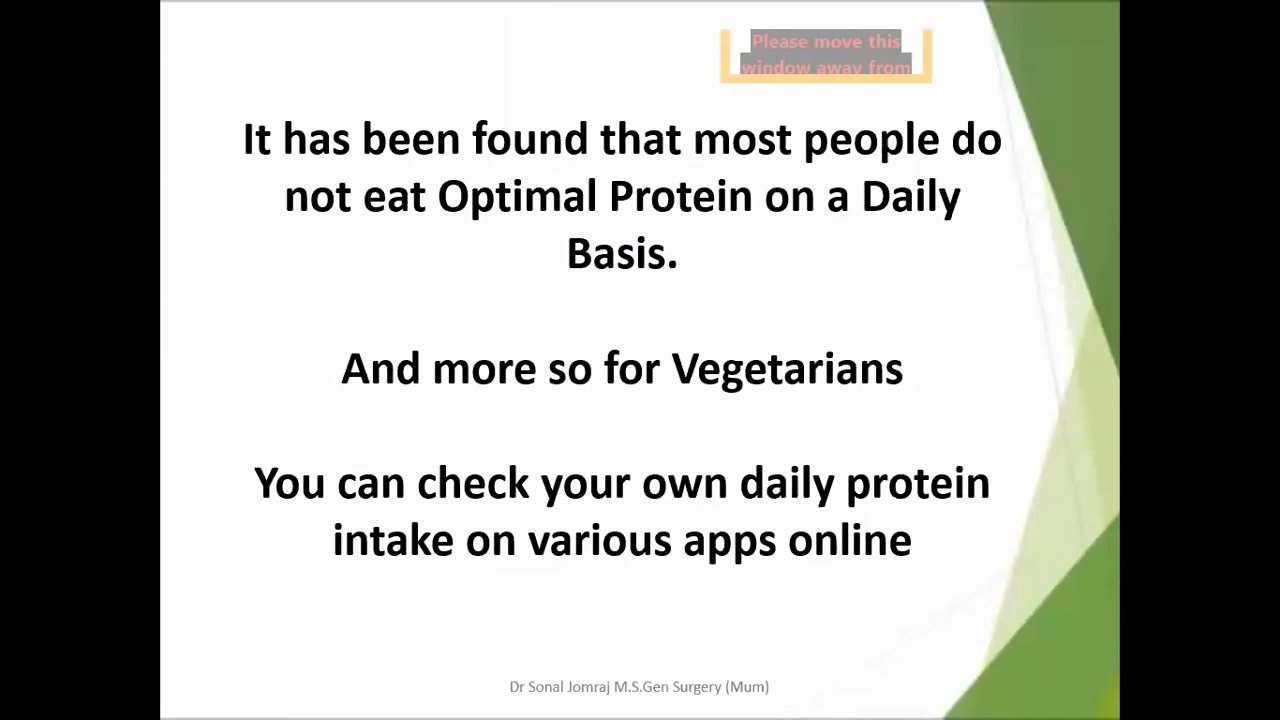 Please move this
window away from
It has been found that most people do
not eat Optimal Protein on a Daily
Basis.
And more so for Vegetarians
You can check your own daily protein
intake on various apps online
Dr Sonal Jomraj M.S.Gen Surgery (Mum)